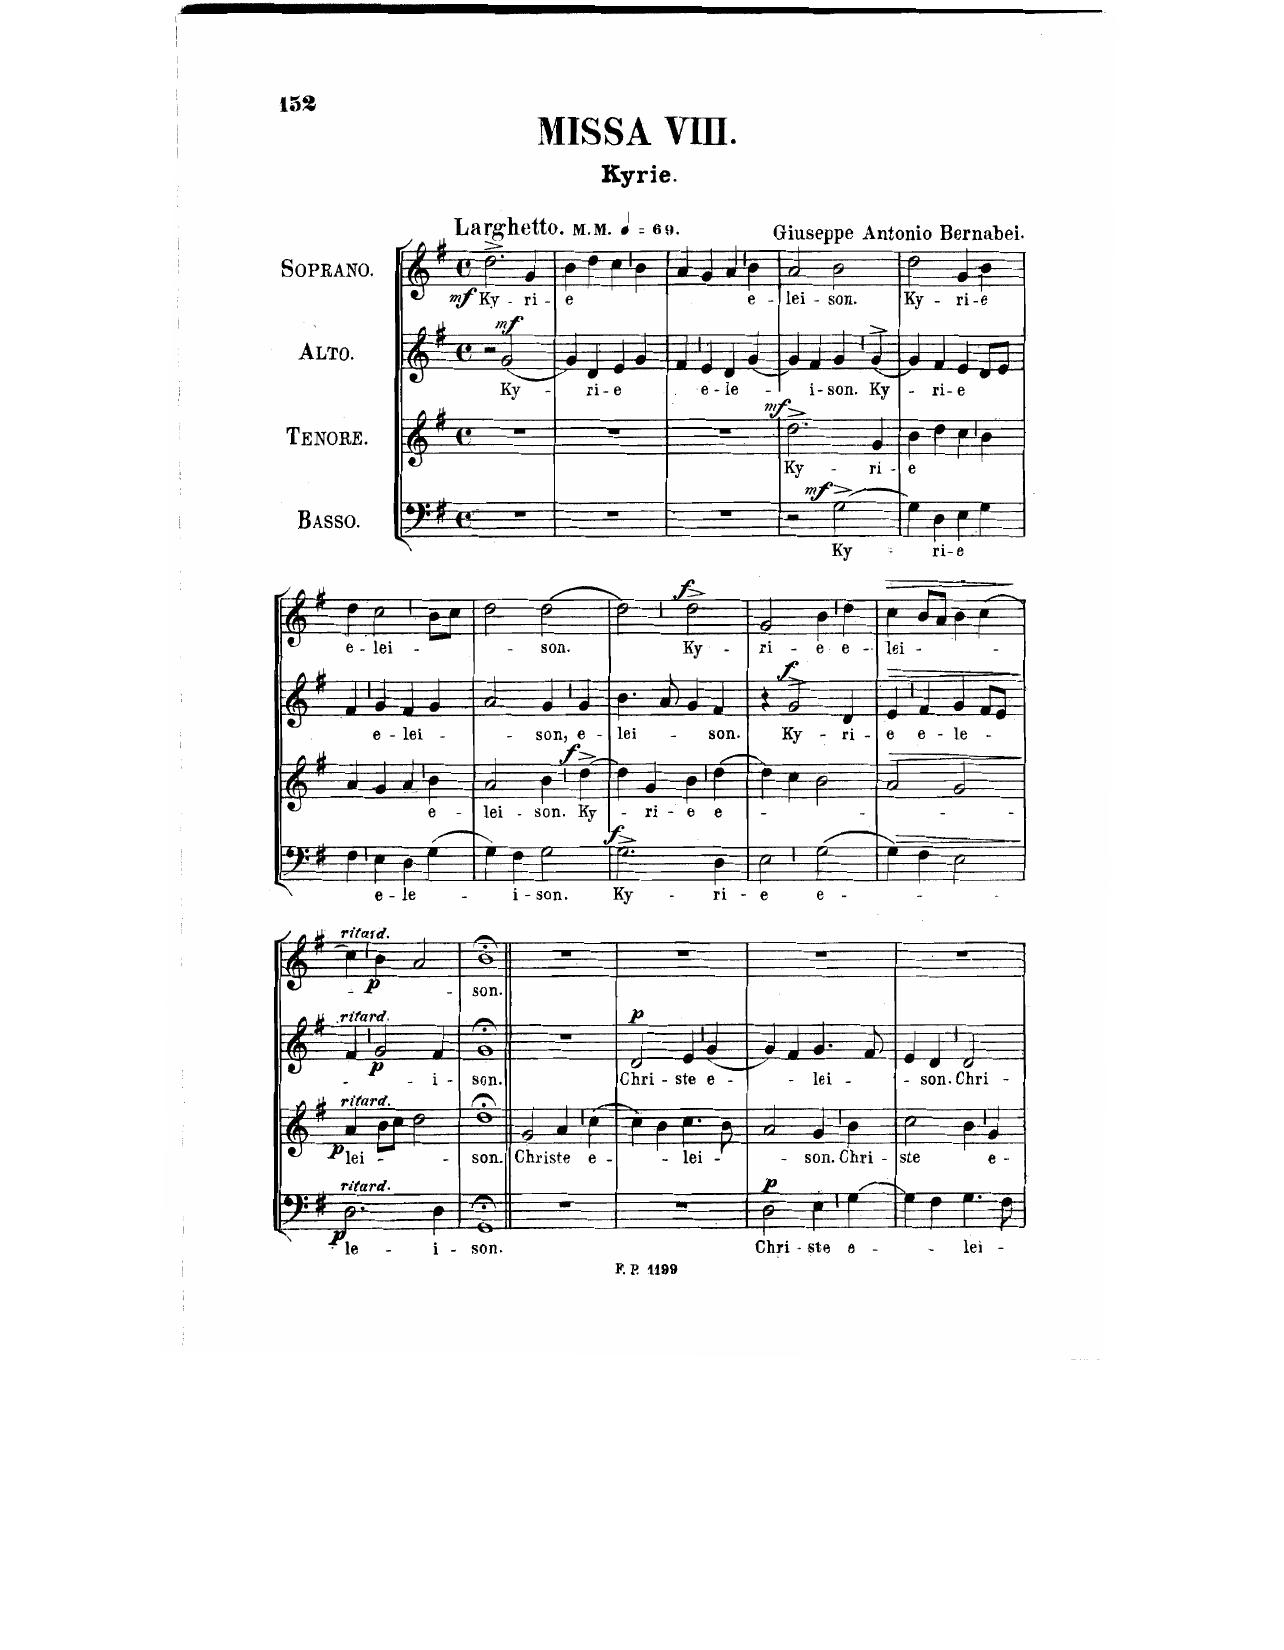 152
MISSA VIII.
Kyrie.
Larghetto. M.M. ♩ = 69.
Giuseppe Antonio Bernabei.
SOPRANO.
mf Ky - ri - e e - lei - son. Ky - ri - e
mf
ALTO.
Ky - ri - e e - le - i - son. Ky - ri - e
mf
TENORE.
Ky - ri - e
mf
BASSO.
Ky - ri - e
f
e - lei - son. Ky - ri - e e - lei -
f
e - lei - son, e - lei - son. Ky - ri - e e - le -
f
e - lei - son. Ky - ri - e e -
f
e - le - i - son. Ky - ri - e e -
ritard.
p
son.
ritard.
p
p
i - son. Chri - ste e - lei - son. Chri -
ritard.
p lei - son. Christe e - lei - son. Chri - ste e -
ritard.
p
p
le - i - son. Chri - ste e - lei -
F. P. 1199